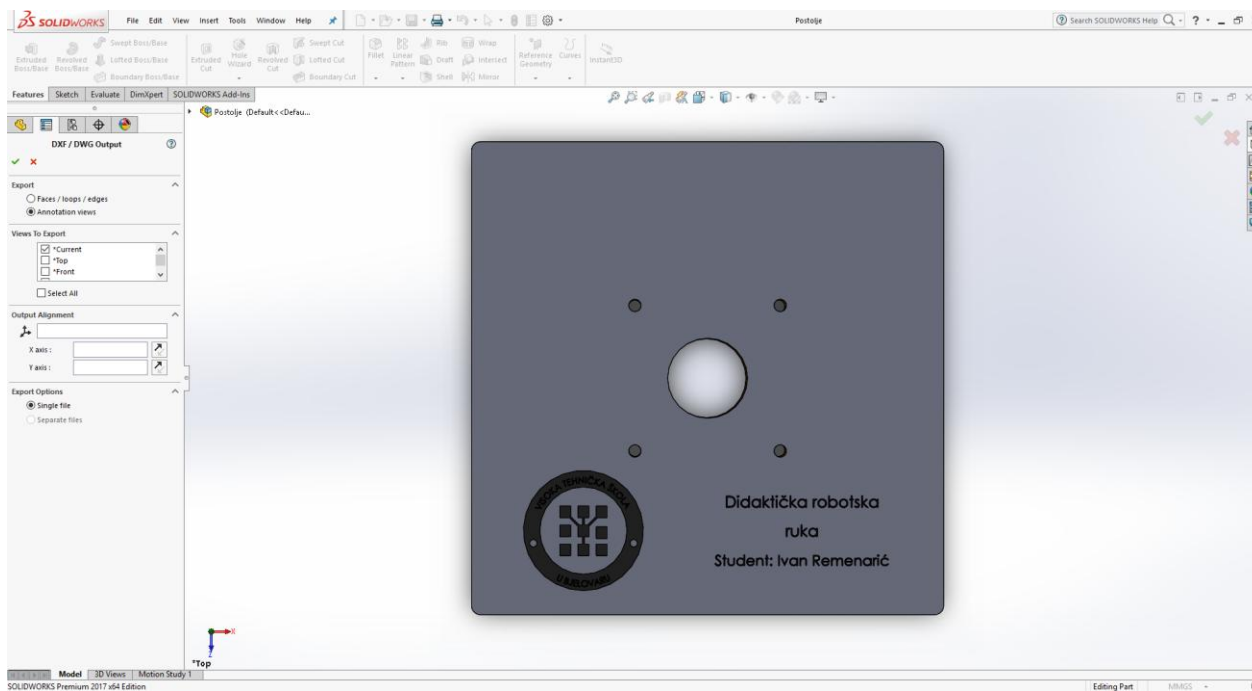 SOLIDWORKS File Edit View Insert Tools Window Help
Postolje
Search SOLIDWORKS Help
Extruded Boss/Base
Revolved Boss/Base
Swept Boss/Base
Lofted Boss/Base
Boundary Boss/Base
Extruded Cut
Hole Wizard
Revolved Cut
Swept Cut
Lofted Cut
Boundary Cut
Fillet
Linear Pattern
Rib
Draft
Shell
Wrap
Intersect
Mirror
Reference Geometry
Curves
Instant3D
Features Sketch Evaluate DimXpert SOLIDWORKS Add-Ins
Postolje (Default<<Defau...
DXF / DWG Output
Export
Faces / loops / edges
Annotation views
Views To Export
*Current
*Top
*Front
Select All
Output Alignment
X axis :
Y axis :
Export Options
Single file
Separate files
VISOKA TEHNIČKA ŠKOLA
U BJELOVARU
Didaktička robotska
ruka
Student: Ivan Remenarić
X
Z
*Top
Model 3D Views Motion Study 1
SOLIDWORKS Premium 2017 x64 Edition
Editing Part
MMGS